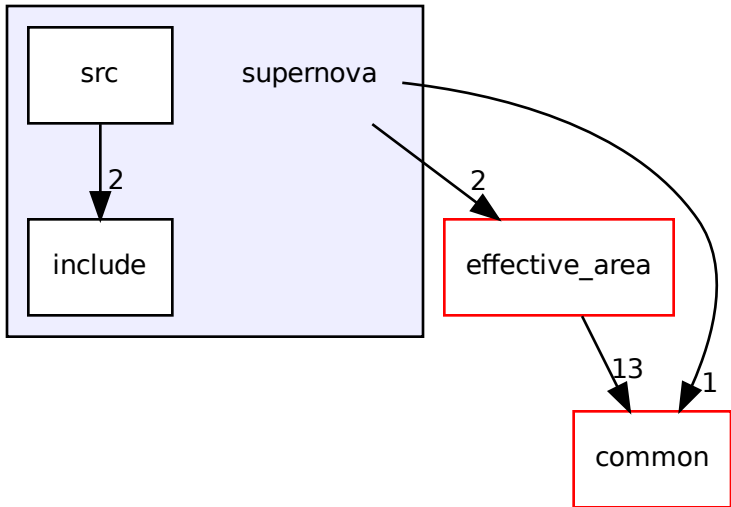 src
supernova
2
2
include
effective_area
13
1
common